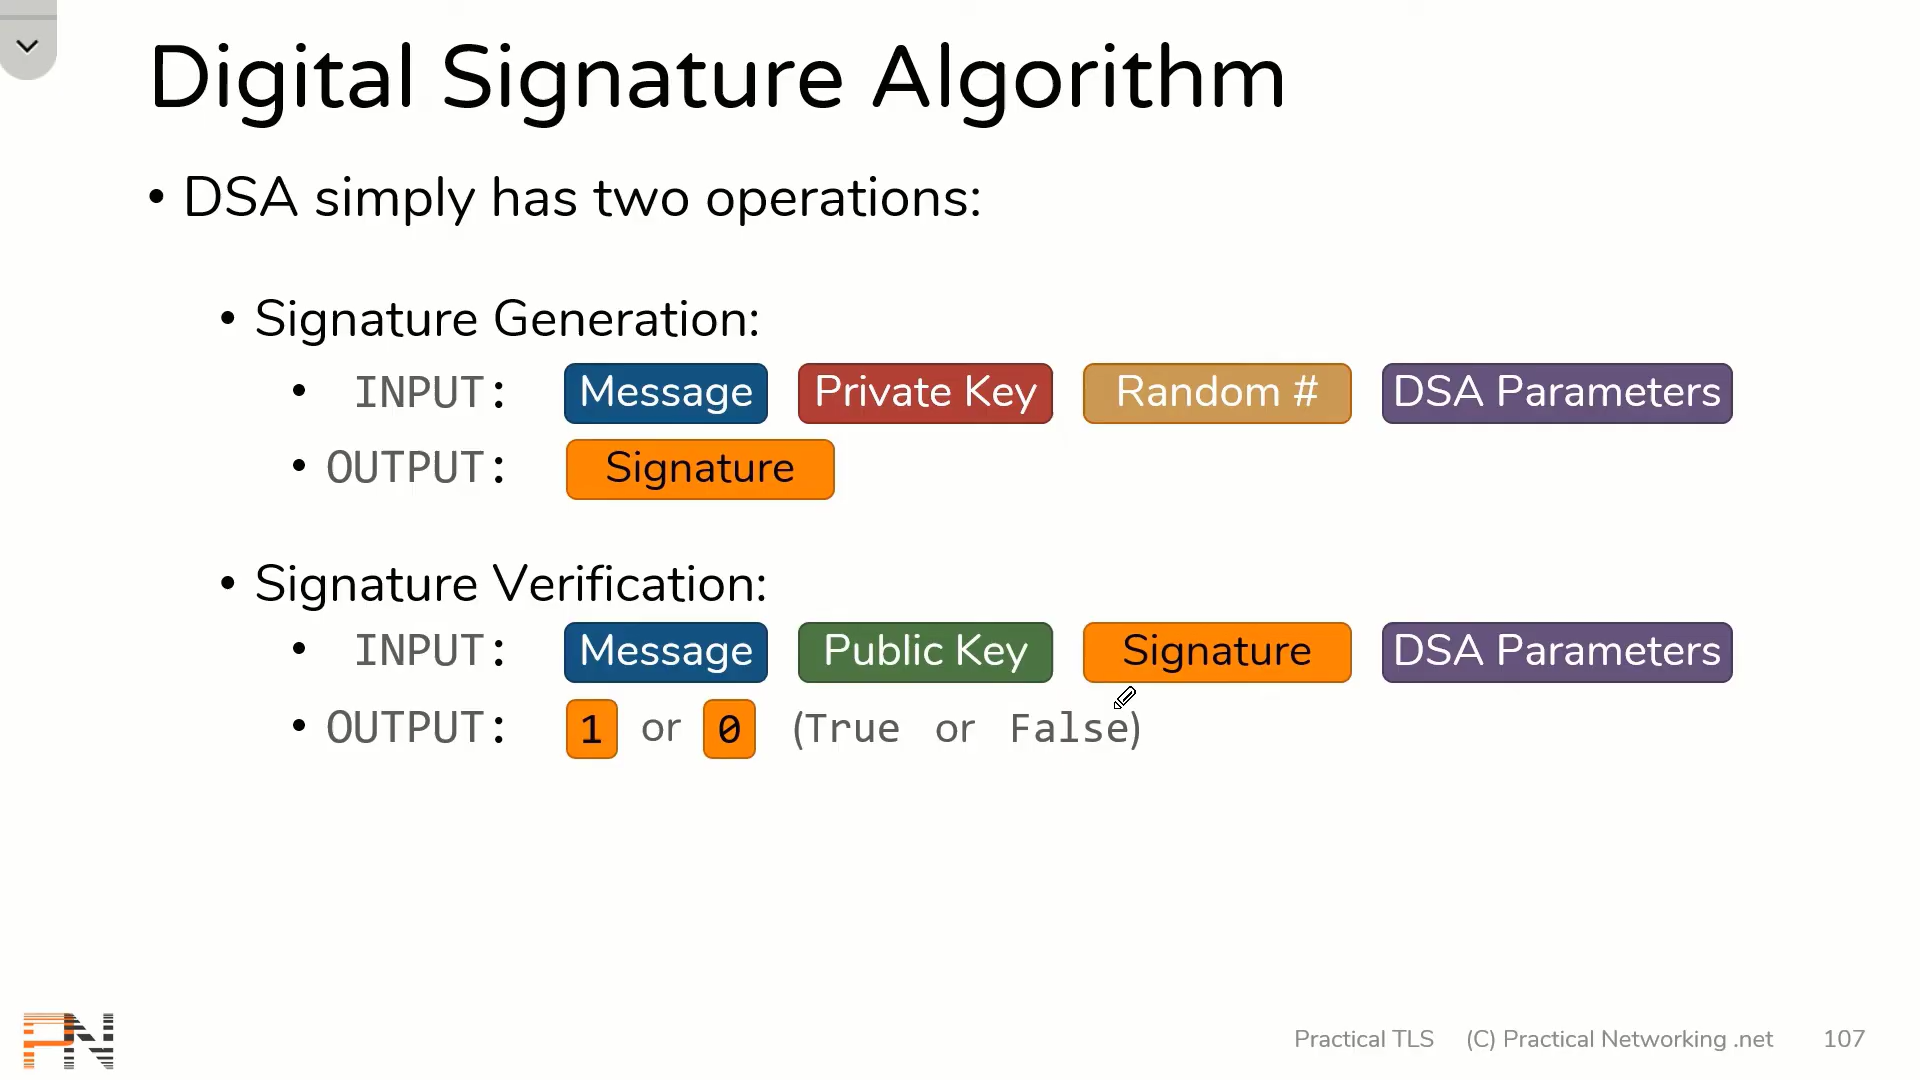 Digital Signature Algorithm
• DSA simply has two operations:
• Signature Generation:
• INPUT: Message Private Key Random # DSA Parameters
• OUTPUT: Signature
• Signature Verification:
• INPUT: Message Public Key Signature DSA Parameters
• OUTPUT: 1 or 0 (True or False)
PN
Practical TLS (C) Practical Networking .net 107